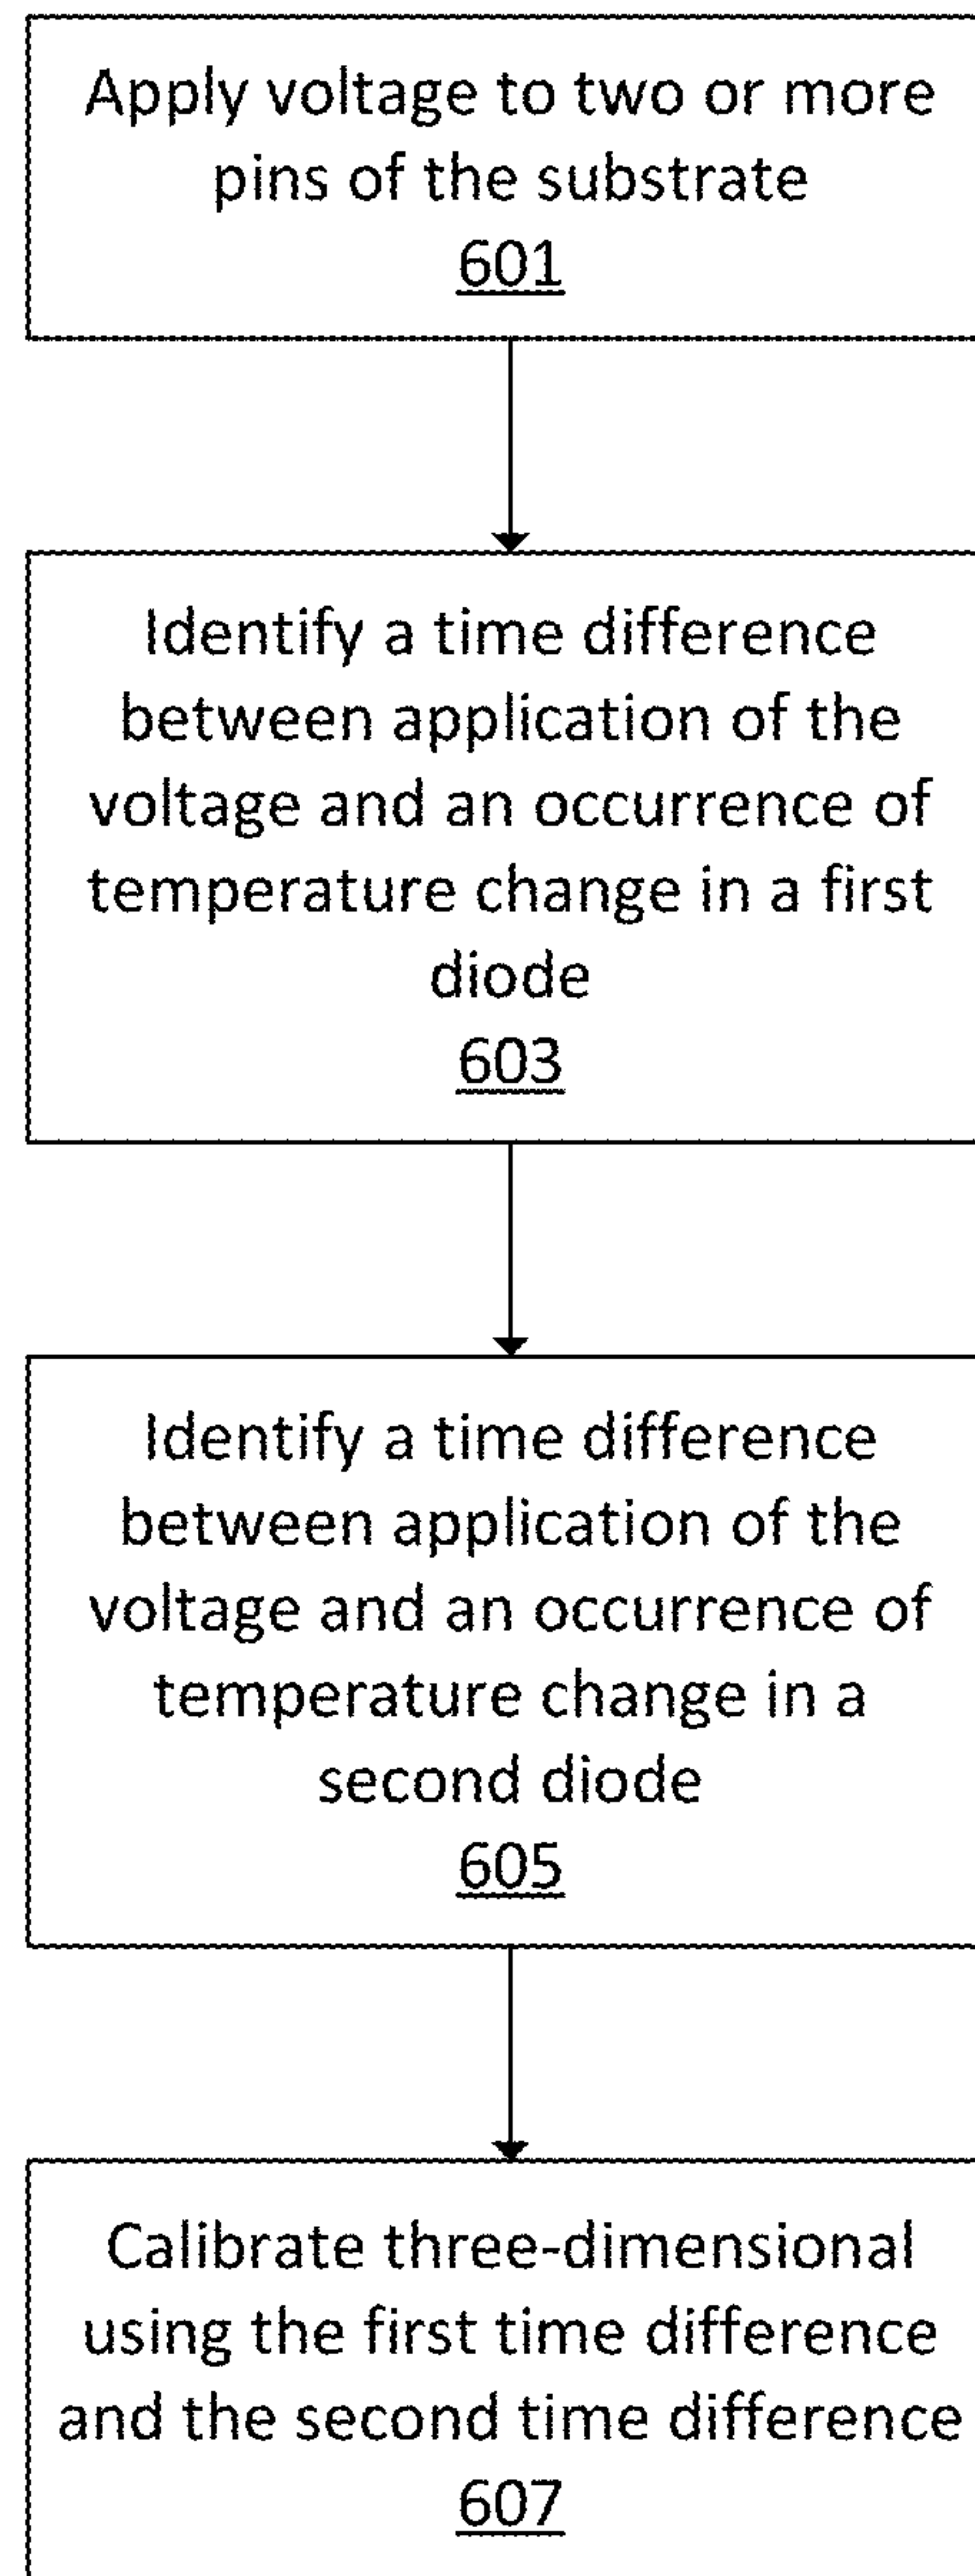 Apply voltage to two or more
pins of the substrate
601
Identify a time difference
between application of the
voltage and an occurrence of
temperature change in a first
diode
603
Identify a time difference
between application of the
voltage and an occurrence of
temperature change in a
second diode
605
Calibrate three-dimensional
using the first time difference
and the second time difference
607